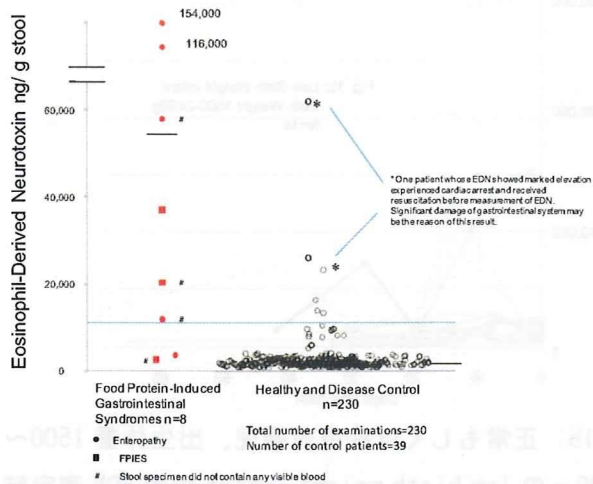 Eosinophil-Derived Neurotoxin ng/ g stool
154,000
116,000
60,000
40,000
20,000
0
#
*
* One patient whose EDN showed marked elevation
experienced cardiac arrest and received
resuscitation before measurement of EDN.
Significant damage of gastrointestinal system may
be the reason of this result.
*
#
#
#
Food Protein-Induced
Gastrointestinal
Syndromes n=8
Healthy and Disease Control
n=230
Total number of examinations=230
Number of control patients=39
Enteropathy
FPIES
# Stool specimen did not contain any visible blood